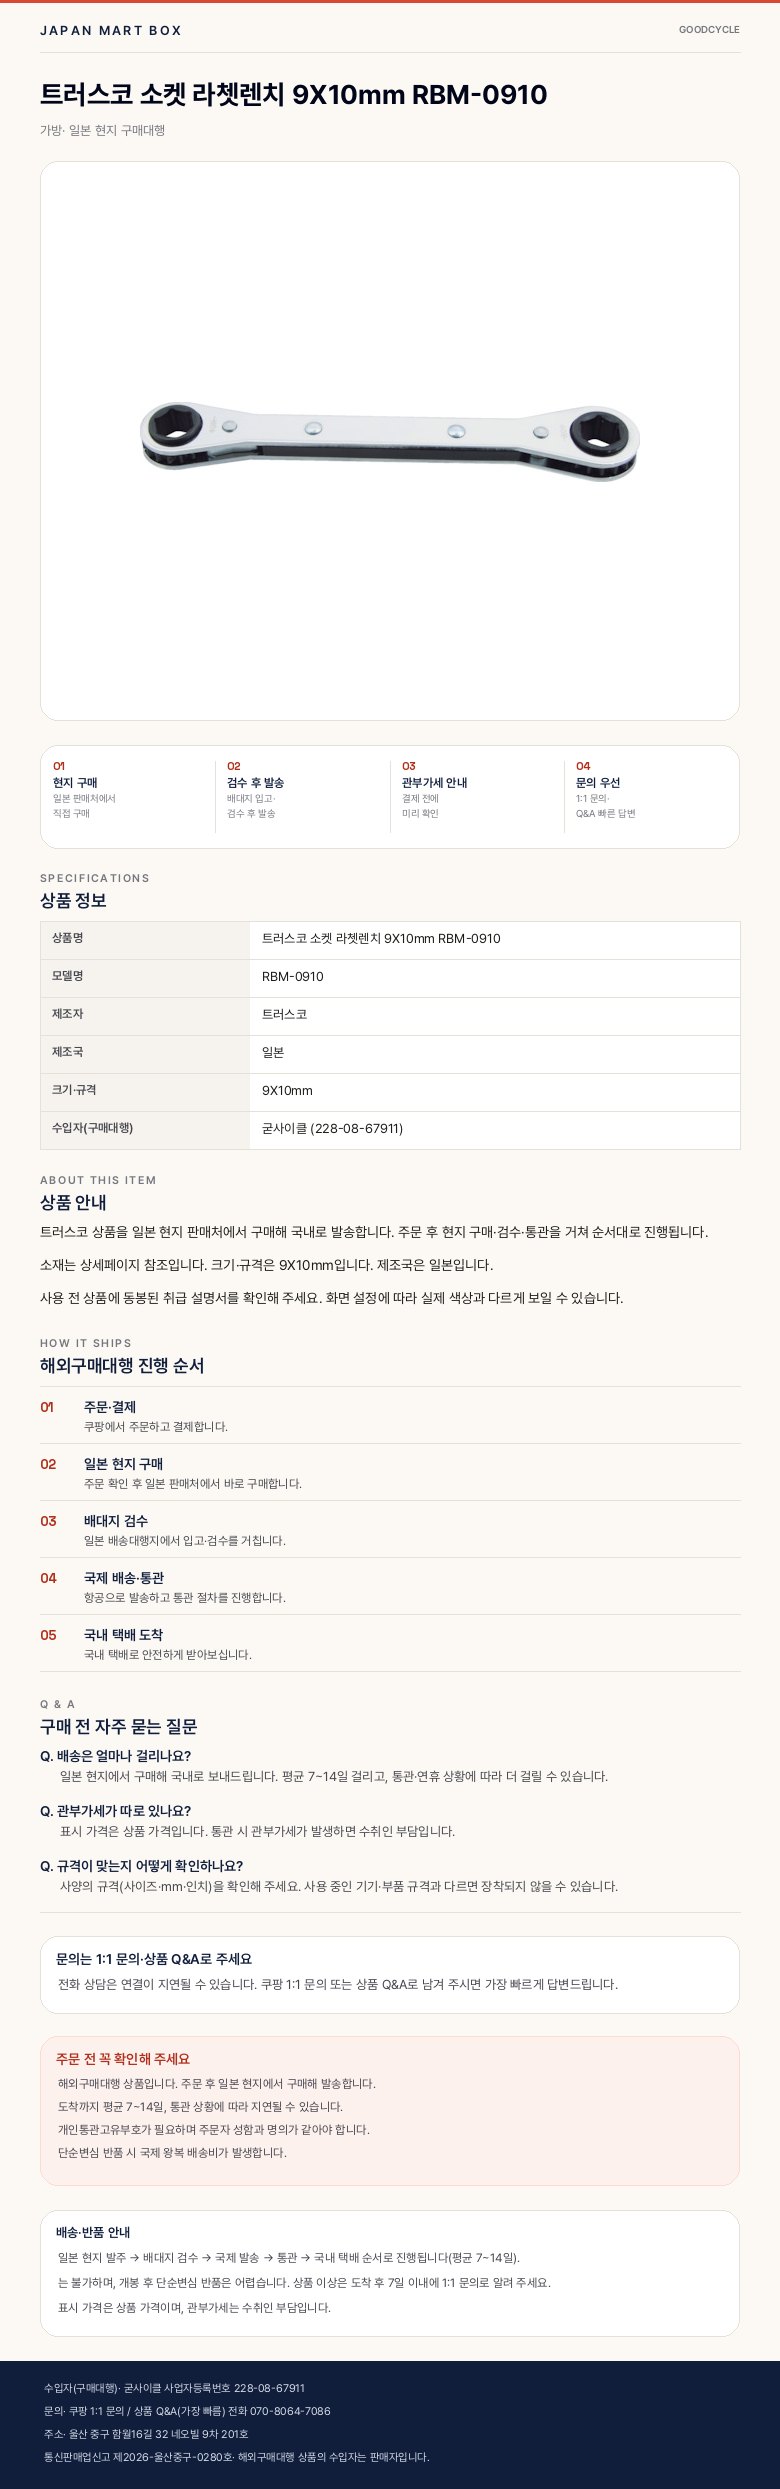 JAPAN MART BOX
GOODCYCLE
트러스코 소켓 라쳇렌치 9X10mm RBM-0910
가방· 일본 현지 구매대행
01
현지 구매
일본 판매처에서
직접 구매
02
검수 후 발송
배대지 입고·
검수 후 발송
03
관부가세 안내
결제 전에
미리 확인
04
문의 우선
1:1 문의·
Q&A 빠른 답변
SPECIFICATIONS
상품 정보
상품명 트러스코 소켓 라쳇렌치 9X10mm RBM-0910
모델명 RBM-0910
제조자 트러스코
제조국 일본
크기·규격 9X10mm
수입자(구매대행) 굳사이클 (228-08-67911)
ABOUT THIS ITEM
상품 안내
트러스코 상품을 일본 현지 판매처에서 구매해 국내로 발송합니다. 주문 후 현지 구매·검수·통관을 거쳐 순서대로 진행됩니다.
소재는 상세페이지 참조입니다. 크기·규격은 9X10mm입니다. 제조국은 일본입니다.
사용 전 상품에 동봉된 취급 설명서를 확인해 주세요. 화면 설정에 따라 실제 색상과 다르게 보일 수 있습니다.
HOW IT SHIPS
해외구매대행 진행 순서
01 주문·결제
쿠팡에서 주문하고 결제합니다.
02 일본 현지 구매
주문 확인 후 일본 판매처에서 바로 구매합니다.
03 배대지 검수
일본 배송대행지에서 입고·검수를 거칩니다.
04 국제 배송·통관
항공으로 발송하고 통관 절차를 진행합니다.
05 국내 택배 도착
국내 택배로 안전하게 받아보십니다.
Q & A
구매 전 자주 묻는 질문
Q. 배송은 얼마나 걸리나요?
일본 현지에서 구매해 국내로 보내드립니다. 평균 7~14일 걸리고, 통관·연휴 상황에 따라 더 걸릴 수 있습니다.
Q. 관부가세가 따로 있나요?
표시 가격은 상품 가격입니다. 통관 시 관부가세가 발생하면 수취인 부담입니다.
Q. 규격이 맞는지 어떻게 확인하나요?
사양의 규격(사이즈·mm·인치)을 확인해 주세요. 사용 중인 기기·부품 규격과 다르면 장착되지 않을 수 있습니다.
문의는 1:1 문의·상품 Q&A로 주세요
전화 상담은 연결이 지연될 수 있습니다. 쿠팡 1:1 문의 또는 상품 Q&A로 남겨 주시면 가장 빠르게 답변드립니다.
주문 전 꼭 확인해 주세요
해외구매대행 상품입니다. 주문 후 일본 현지에서 구매해 발송합니다.
도착까지 평균 7~14일, 통관 상황에 따라 지연될 수 있습니다.
개인통관고유부호가 필요하며 주문자 성함과 명의가 같아야 합니다.
단순변심 반품 시 국제 왕복 배송비가 발생합니다.
배송·반품 안내
일본 현지 발주 → 배대지 검수 → 국제 발송 → 통관 → 국내 택배 순서로 진행됩니다(평균 7~14일).
는 불가하며, 개봉 후 단순변심 반품은 어렵습니다. 상품 이상은 도착 후 7일 이내에 1:1 문의로 알려 주세요.
표시 가격은 상품 가격이며, 관부가세는 수취인 부담입니다.
수입자(구매대행)· 굳사이클 사업자등록번호 228-08-67911
문의· 쿠팡 1:1 문의 / 상품 Q&A(가장 빠름) 전화 070-8064-7086
주소· 울산 중구 함월16길 32 네오빌 9차 201호
통신판매업신고 제2026-울산중구-0280호· 해외구매대행 상품의 수입자는 판매자입니다.